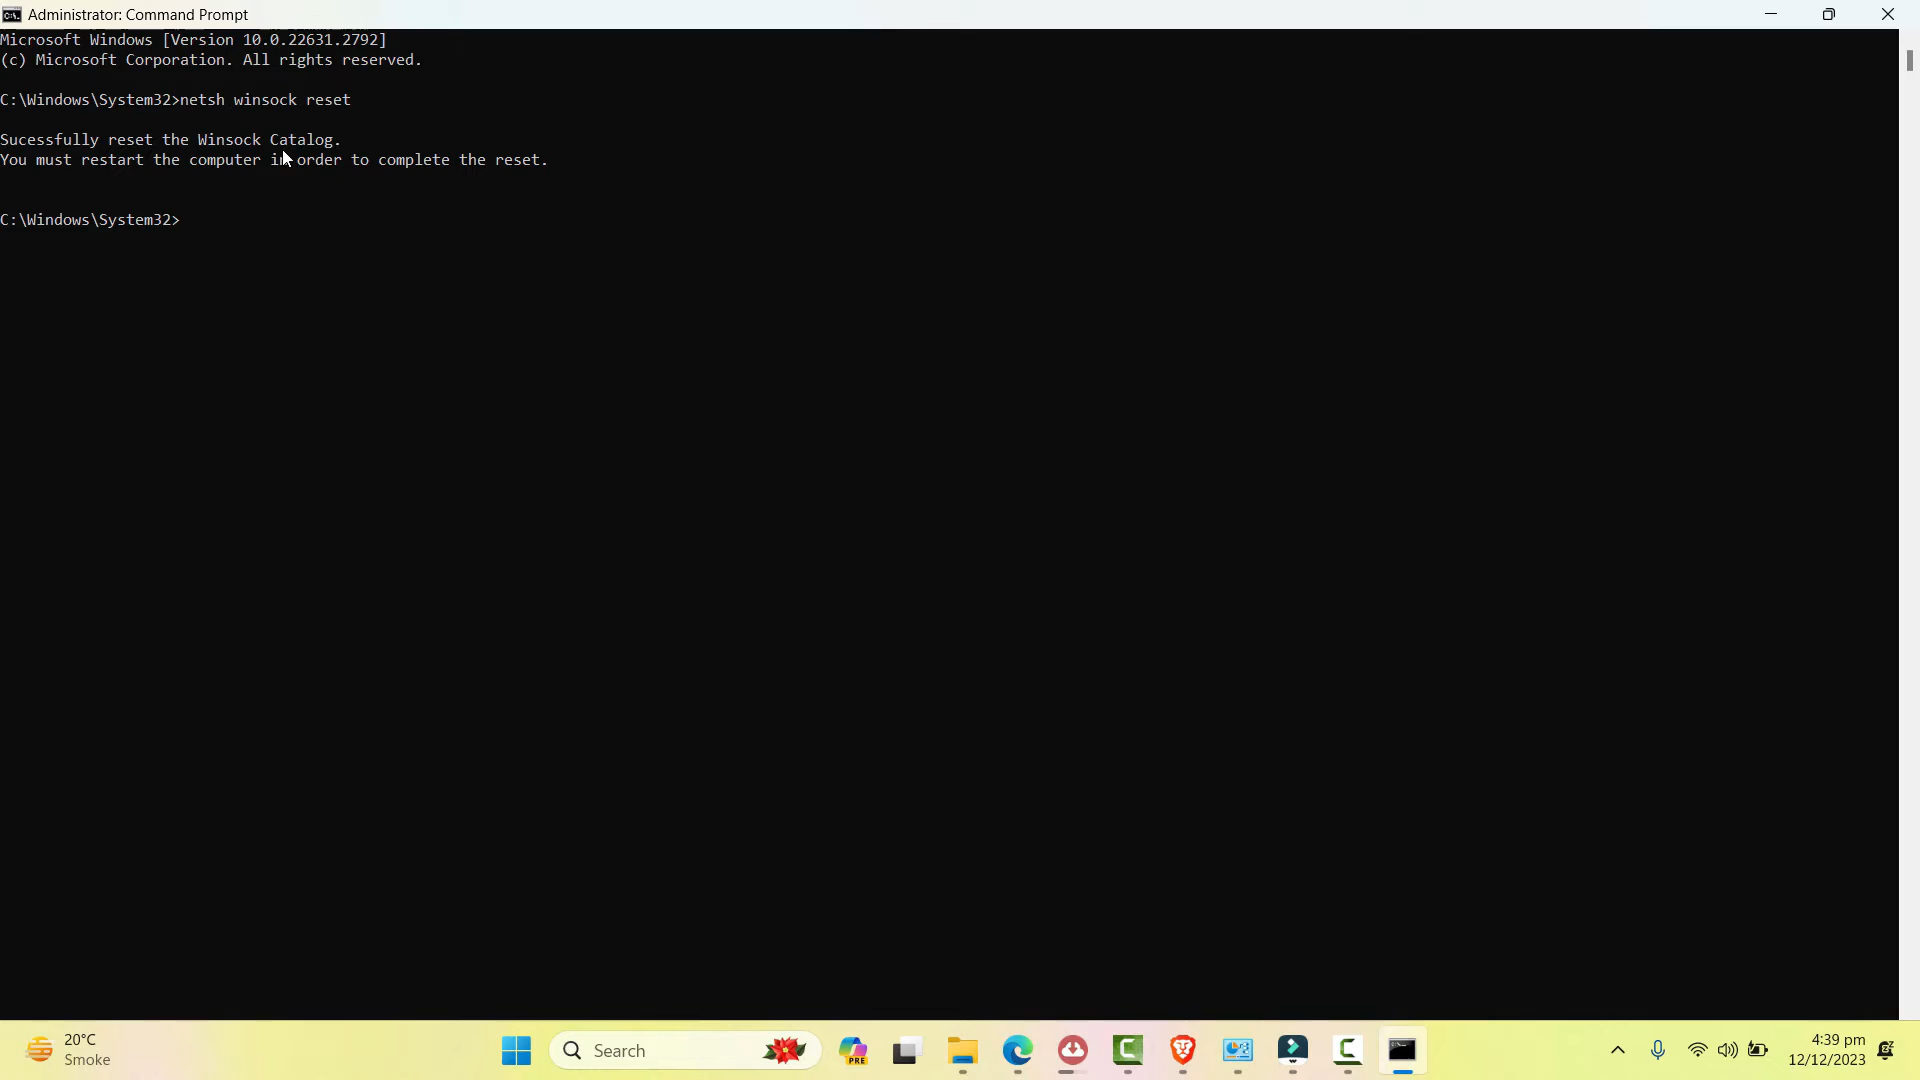 Administrator: Command Prompt
Microsoft Windows [Version 10.0.22631.2792]
(c) Microsoft Corporation. All rights reserved.
C:\Windows\System32>netsh winsock reset
Sucessfully reset the Winsock Catalog.
You must restart the computer in order to complete the reset.
C:\Windows\System32>
20°C
Smoke
Search
PRE
4:39 pm
12/12/2023